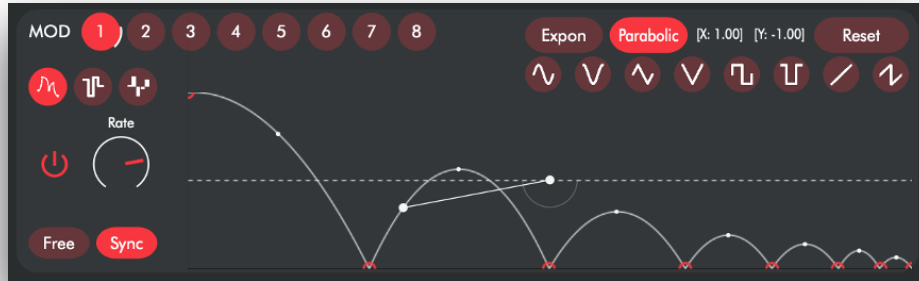 MOD 1 2 3 4 5 6 7 8
Expon Parabolic [X: 1.00] [Y: -1.00] Reset
Rate
Free Sync